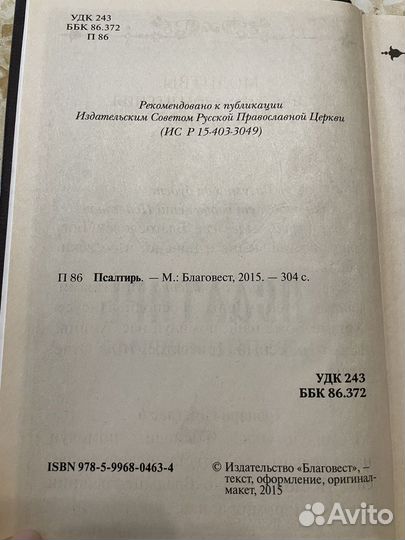 УДК 243
ББК 86.372
П 86
Рекомендовано к публикации
Издательским Советом Русской Православной Церкви
(ИС Р 15-403-3049)
П 86 Псалтирь. — М.: Благовест, 2015. — 304 с.
УДК 243
ББК 86.372
ISBN 978-5-9968-0463-4
© Издательство «Благовест», –
текст, оформление, оригинал-
макет, 2015
Avito